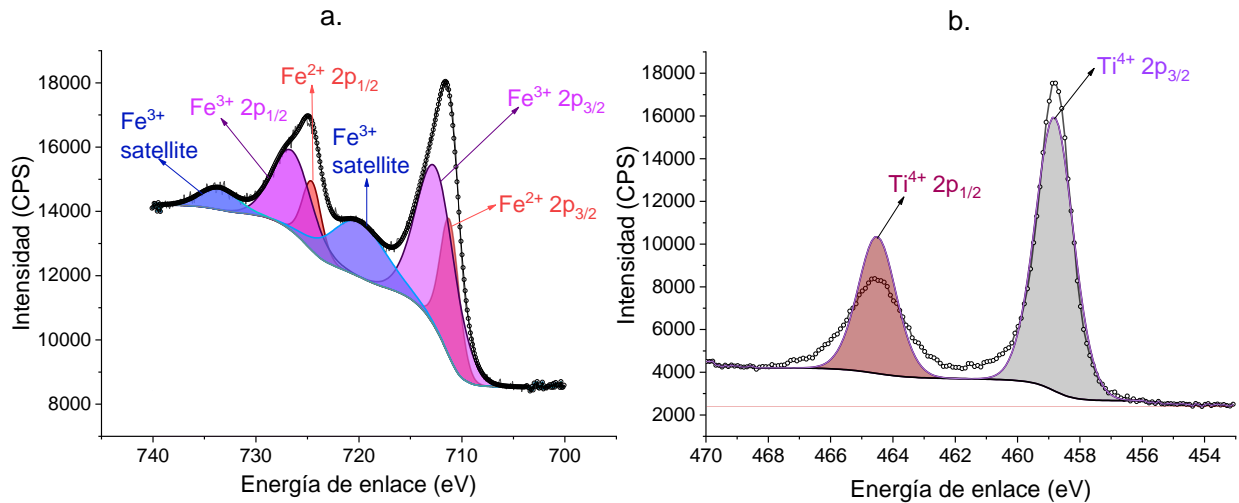 a.
Fe³⁺
satellite
Fe³⁺ 2p₁/₂
Fe²⁺ 2p₁/₂
Fe³⁺
satellite
Fe³⁺ 2p₃/₂
Fe²⁺ 2p₃/₂
Intensidad (CPS)
18000
16000
14000
12000
10000
8000
740
730
720
710
700
Energía de enlace (eV)
b.
Ti⁴⁺ 2p₃/₂
Ti⁴⁺ 2p₁/₂
Intensidad (CPS)
18000
16000
14000
12000
10000
8000
6000
4000
2000
470
468
466
464
462
460
458
456
454
Energía de enlace (eV)